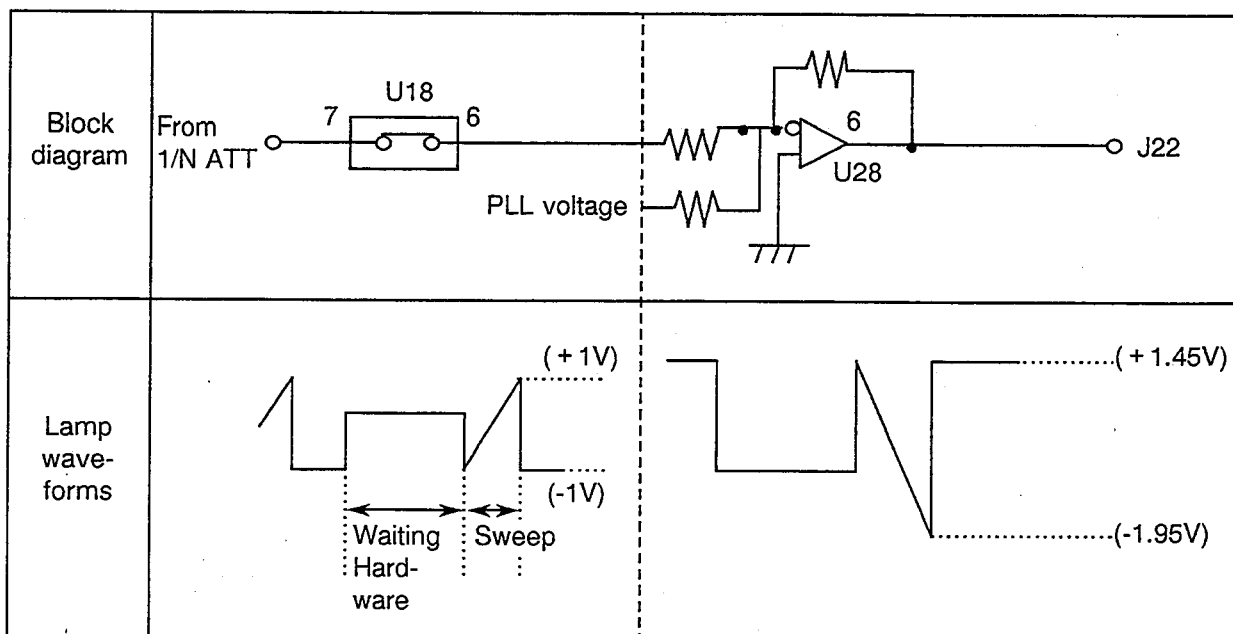 Block
diagram
From
1/N ATT
7
U18
6
PLL voltage
6
U28
J22
Lamp
wave-
forms
(+1V)
(-1V)
Waiting
Hard-
ware
Sweep
(+1.45V)
(-1.95V)